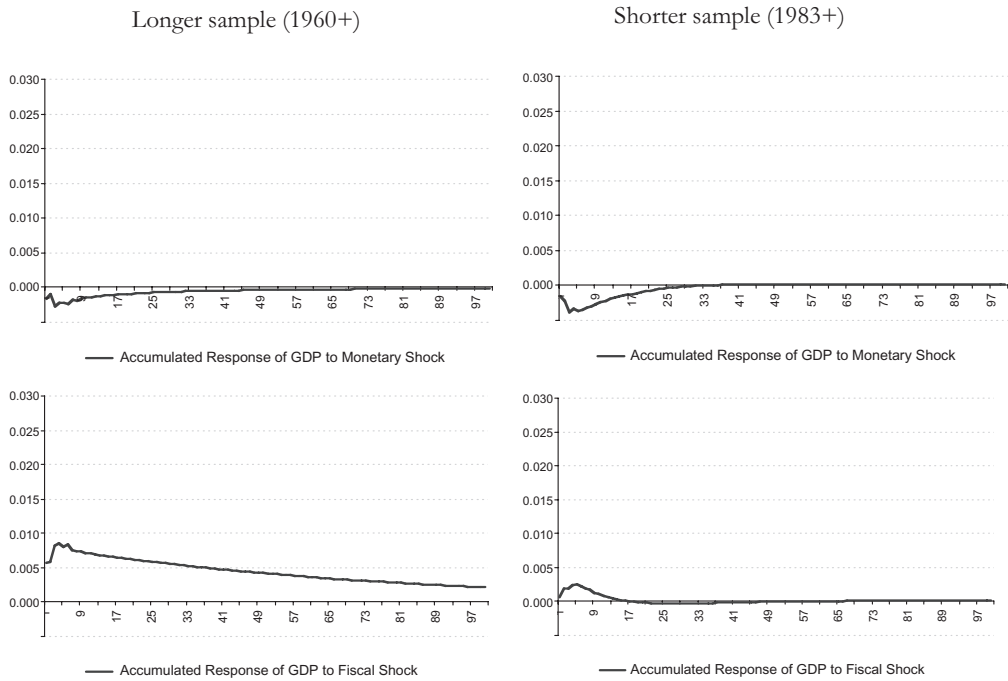 Longer sample (1960+)
Shorter sample (1983+)
0.030
0.025
0.020
0.015
0.010
0.005
0.000
1 9 17 25 33 41 49 57 65 73 81 89 97
Accumulated Response of GDP to Monetary Shock
0.030
0.025
0.020
0.015
0.010
0.005
0.000
1 9 17 25 33 41 49 57 65 73 81 89 97
Accumulated Response of GDP to Monetary Shock
0.030
0.025
0.020
0.015
0.010
0.005
0.000
1 9 17 25 33 41 49 57 65 73 81 89 97
Accumulated Response of GDP to Fiscal Shock
0.030
0.025
0.020
0.015
0.010
0.005
0.000
1 9 17 25 33 41 49 57 65 73 81 89 97
Accumulated Response of GDP to Fiscal Shock